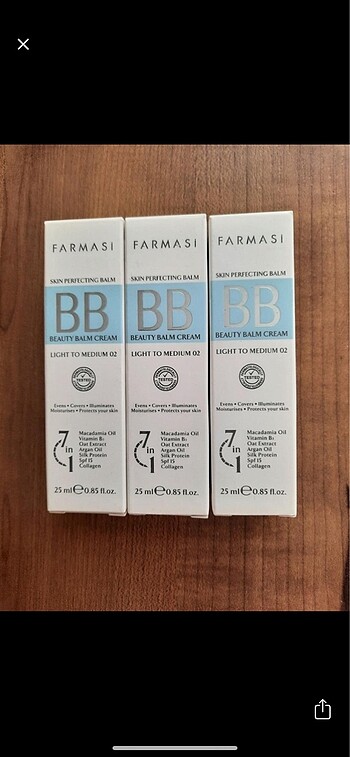 FARMASI
SKIN PERFECTING BALM
BB
BEAUTY BALM CREAM
LIGHT TO MEDIUM 02
TESTED
Evens • Covers • Illuminates
Moisturises • Protects your skin
7 in 1
Macadamia Oil
Vitamin B₅
Oat Extract
Argan Oil
Silk Protein
Spf 15
Collagen
25 ml ℮ 0.85 fl.oz.
FARMASI
SKIN PERFECTING BALM
BB
BEAUTY BALM CREAM
LIGHT TO MEDIUM 02
TESTED
Evens • Covers • Illuminates
Moisturises • Protects your skin
7 in 1
Macadamia Oil
Vitamin B₅
Oat Extract
Argan Oil
Silk Protein
Spf 15
Collagen
25 ml ℮ 0.85 fl.oz.
FARMASI
SKIN PERFECTING BALM
BB
BEAUTY BALM CREAM
LIGHT TO MEDIUM 02
TESTED
Evens • Covers • Illuminates
Moisturises • Protects your skin
7 in 1
Macadamia Oil
Vitamin B₅
Oat Extract
Argan Oil
Silk Protein
Spf 15
Collagen
25 ml ℮ 0.85 fl.oz.